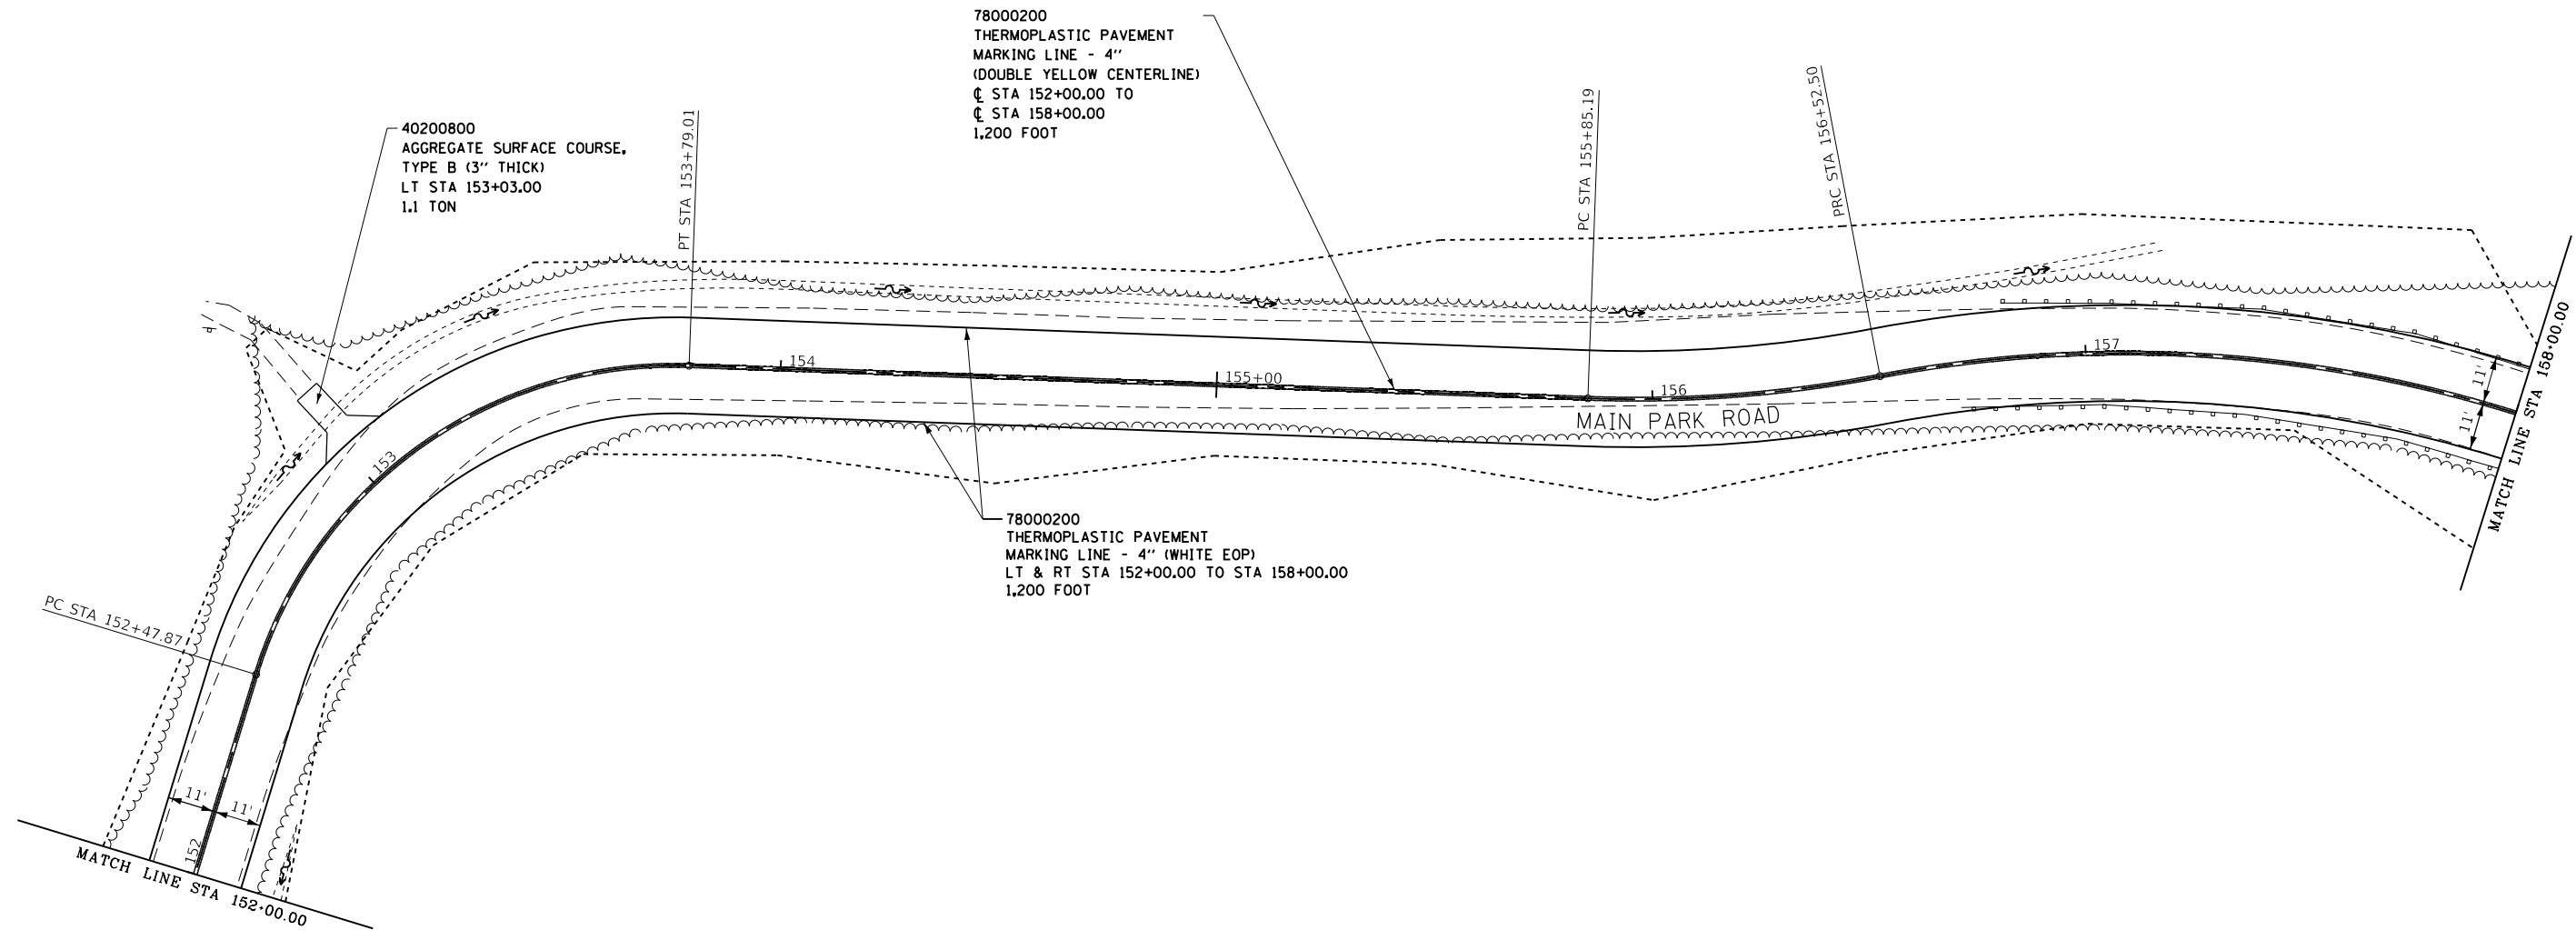 78000200
THERMOPLASTIC PAVEMENT
MARKING LINE - 4''
(DOUBLE YELLOW CENTERLINE)
℄ STA 152+00.00 TO
℄ STA 158+00.00
1,200 FOOT
40200800
AGGREGATE SURFACE COURSE,
TYPE B (3'' THICK)
LT STA 153+03.00
1.1 TON
PT STA 153+79.01
PC STA 155+85.19
PRC STA 156+52.50
154
155+00
156
157
MAIN PARK ROAD
11'
11'
MATCH LINE STA 158+00.00
153
78000200
THERMOPLASTIC PAVEMENT
MARKING LINE - 4'' (WHITE EOP)
LT & RT STA 152+00.00 TO STA 158+00.00
1,200 FOOT
PC STA 152+47.87
11'
11'
152
MATCH LINE STA 152+00.00